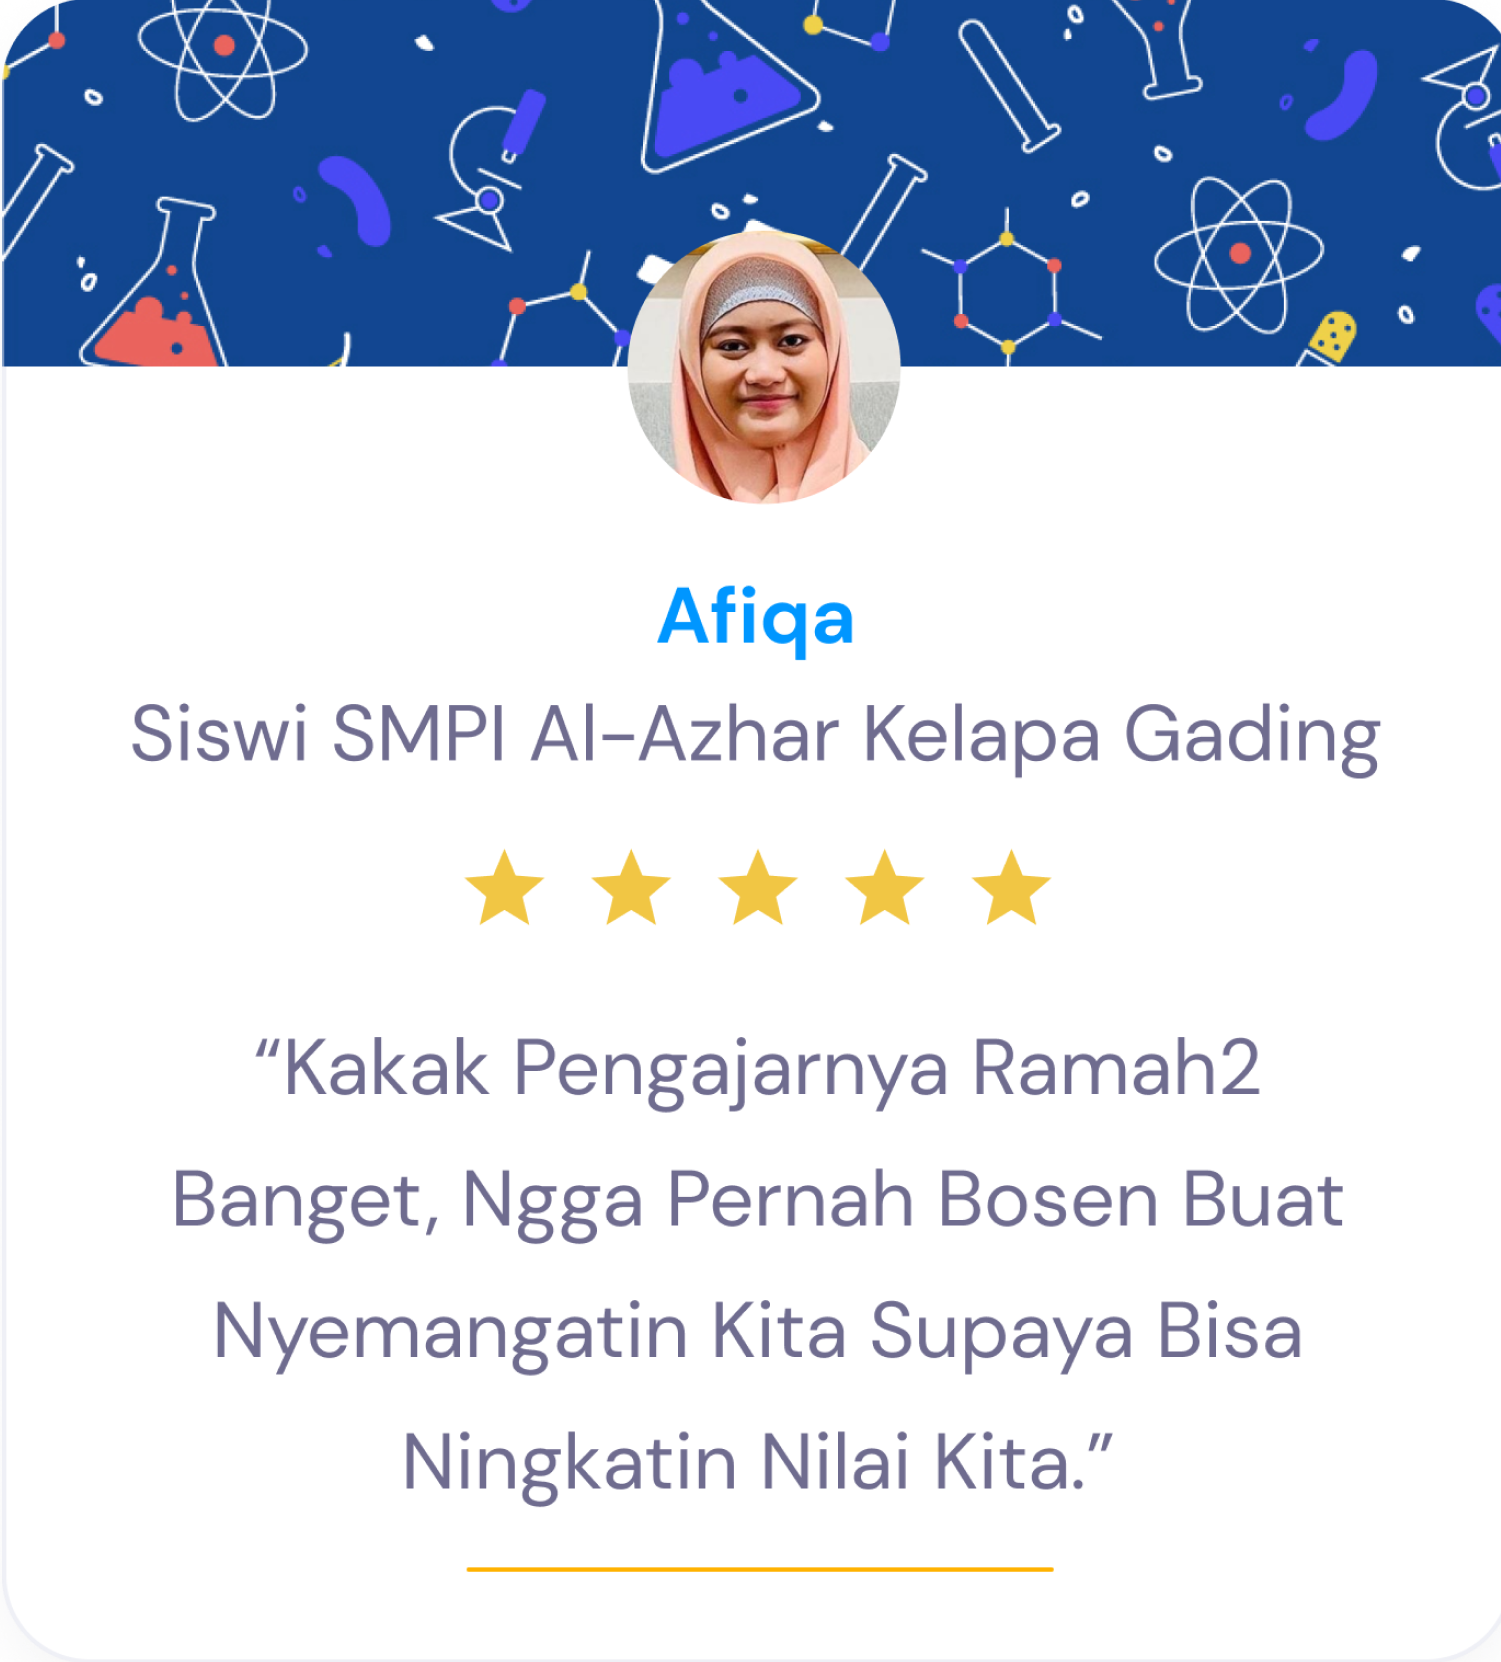 Afiqa
Siswi SMPI Al-Azhar Kelapa Gading
“Kakak Pengajarnya Ramah2
Banget, Ngga Pernah Bosen Buat
Nyemangatin Kita Supaya Bisa
Ningkatin Nilai Kita.”